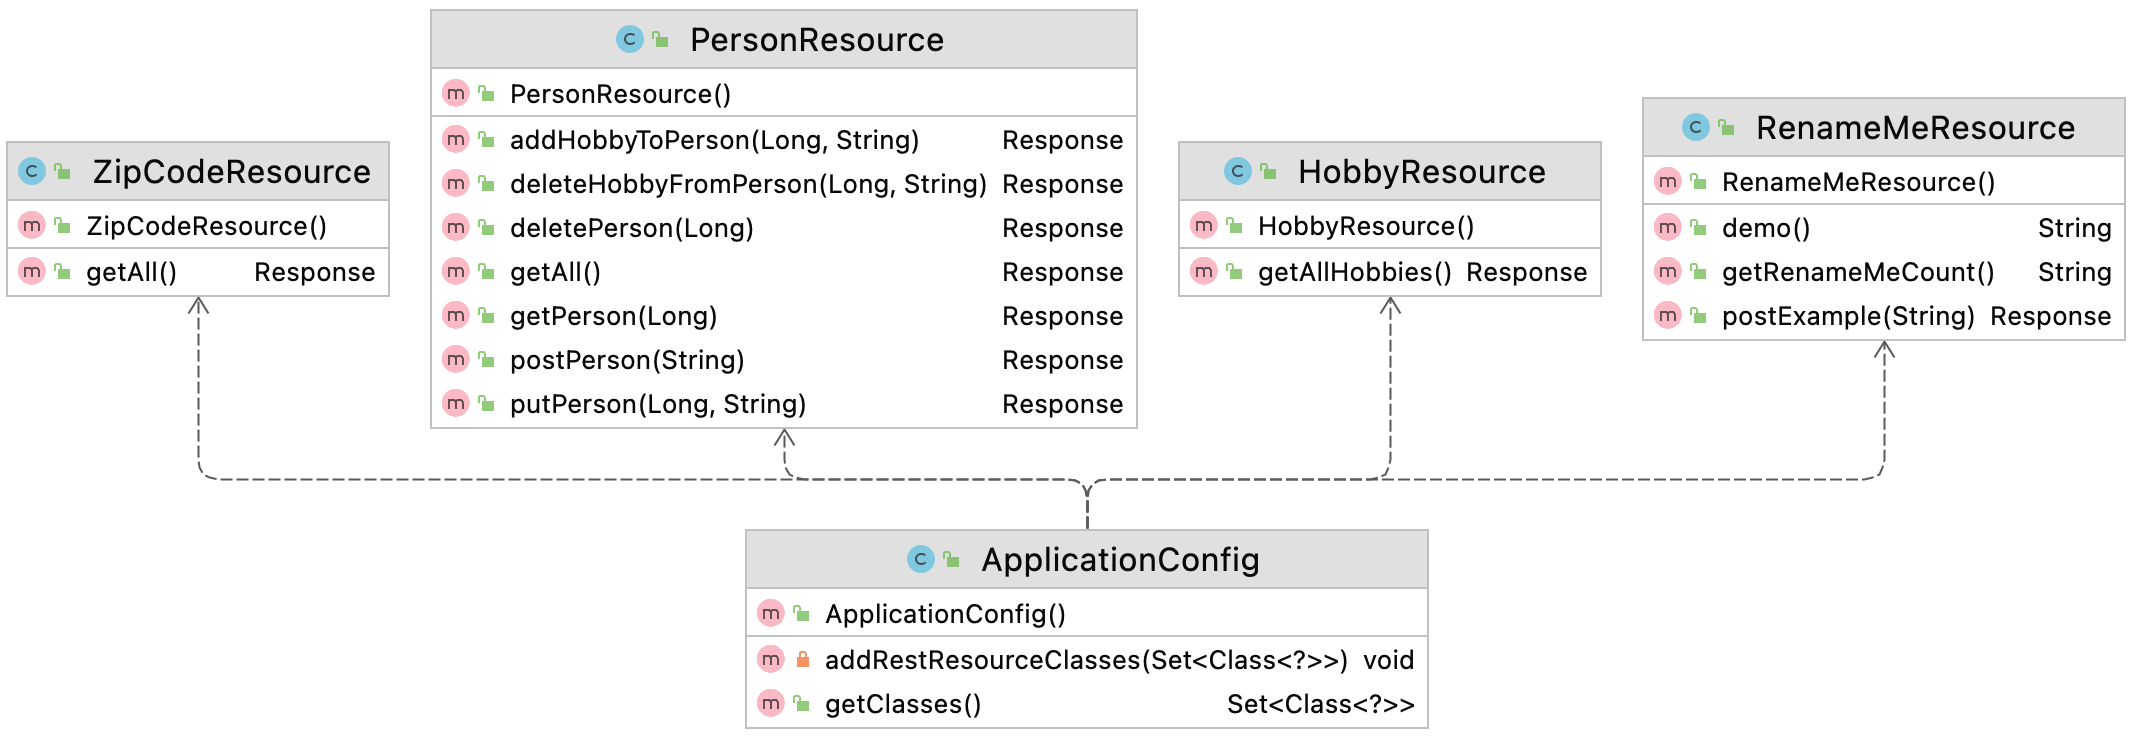 ZipCodeResource
ZipCodeResource()
getAll() Response
PersonResource
PersonResource()
addHobbyToPerson(Long, String) Response
deleteHobbyFromPerson(Long, String) Response
deletePerson(Long) Response
getAll() Response
getPerson(Long) Response
postPerson(String) Response
putPerson(Long, String) Response
HobbyResource
HobbyResource()
getAllHobbies() Response
RenameMeResource
RenameMeResource()
demo() String
getRenameMeCount() String
postExample(String) Response
ApplicationConfig
ApplicationConfig()
addRestResourceClasses(Set<Class<?>>) void
getClasses() Set<Class<?>>